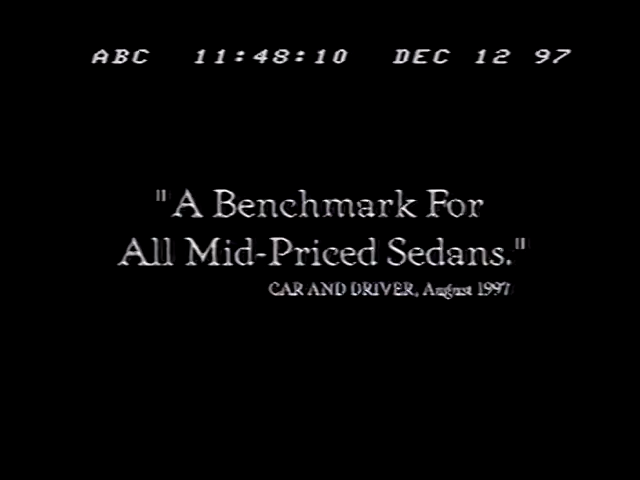 ABC 11:48:10 DEC 12 97
"A Benchmark For
All Mid-Priced Sedans."
CAR AND DRIVER, August 1997